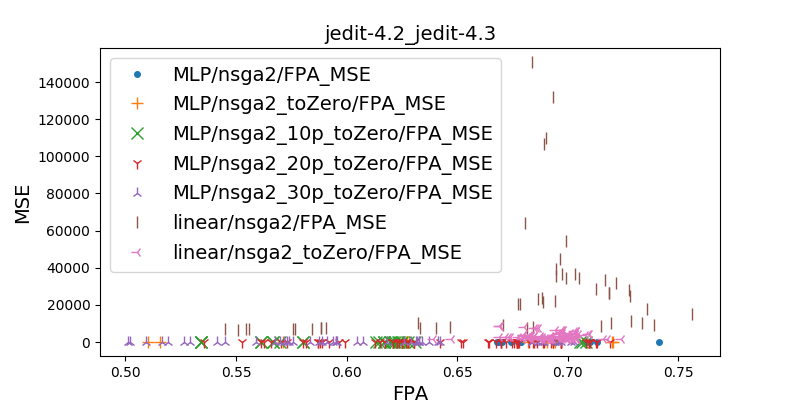 jedit-4.2_jedit-4.3
MSE
140000
120000
100000
80000
60000
40000
20000
0
MLP/nsga2/FPA_MSE
MLP/nsga2_toZero/FPA_MSE
MLP/nsga2_10p_toZero/FPA_MSE
MLP/nsga2_20p_toZero/FPA_MSE
MLP/nsga2_30p_toZero/FPA_MSE
linear/nsga2/FPA_MSE
linear/nsga2_toZero/FPA_MSE
0.50 0.55 0.60 0.65 0.70 0.75
FPA